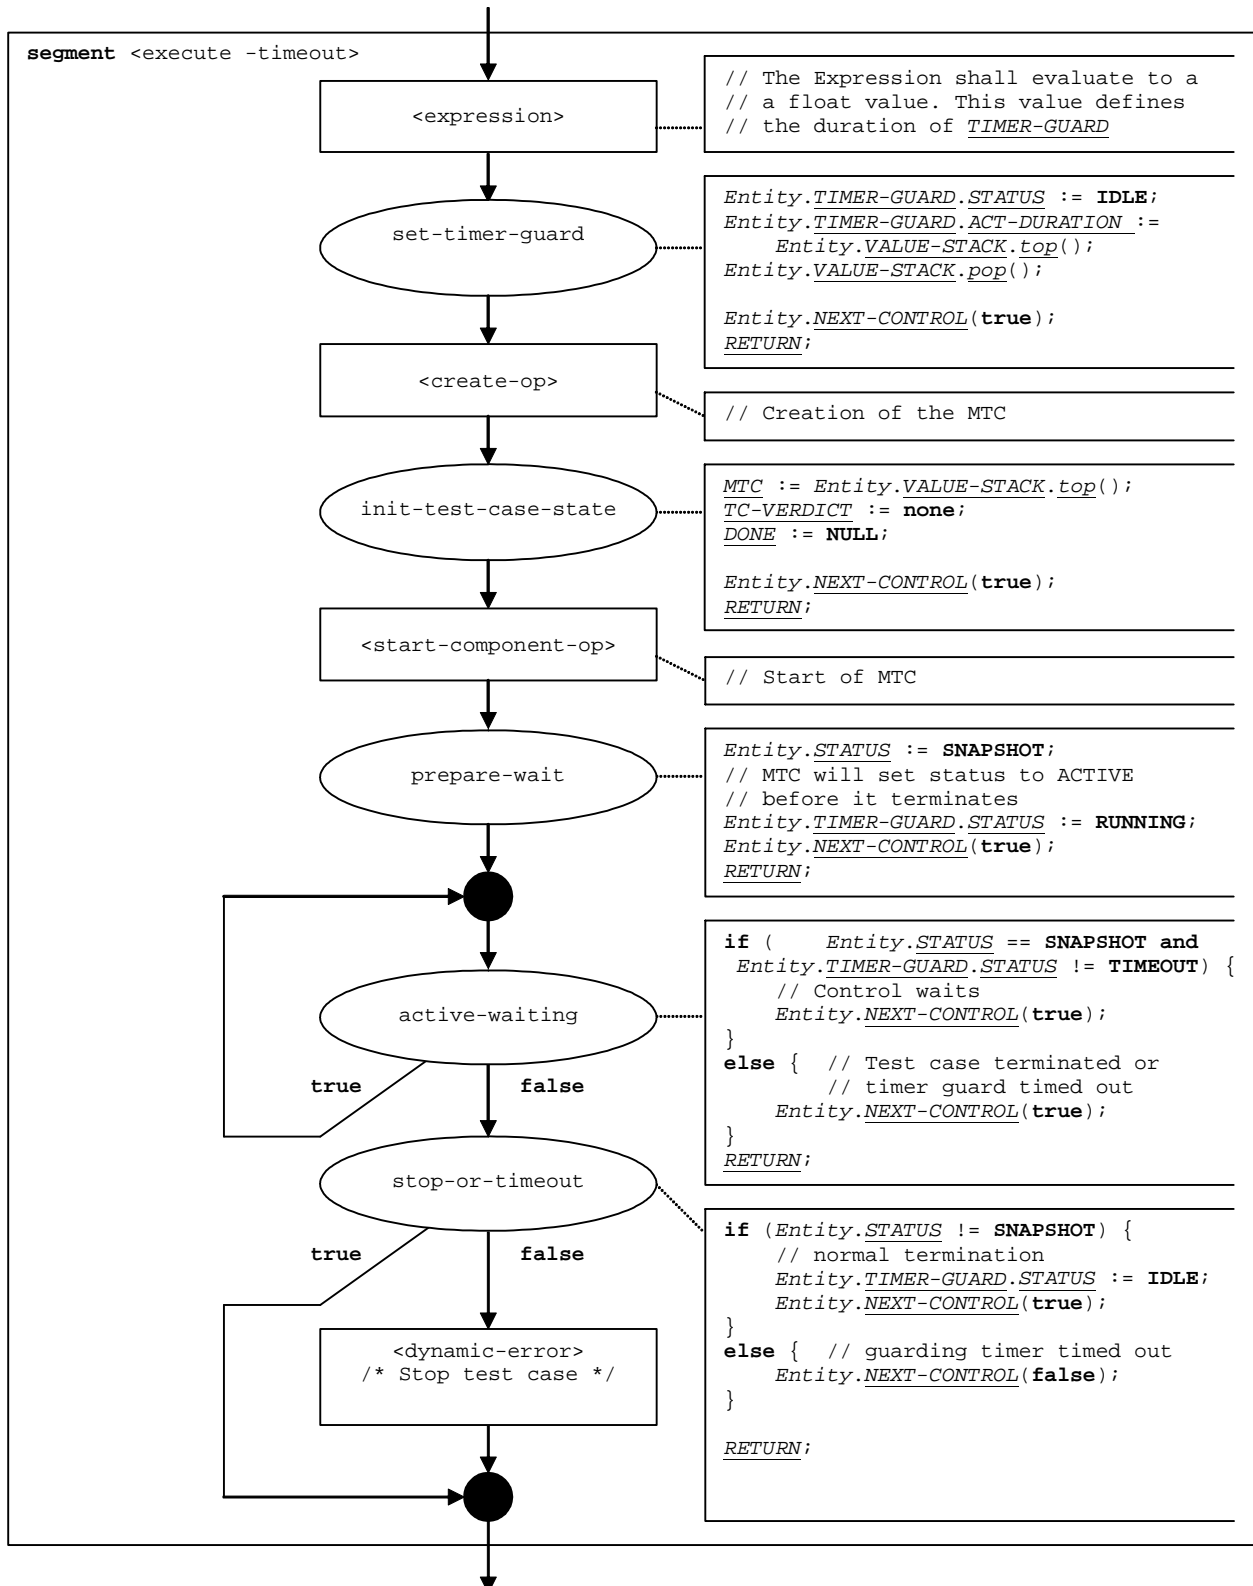 segment <execute -timeout>
<expression>
// The Expression shall evaluate to a
// a float value. This value defines
// the duration of TIMER-GUARD
set-timer-guard
Entity.TIMER-GUARD.STATUS := IDLE;
Entity.TIMER-GUARD.ACT-DURATION :=
Entity.VALUE-STACK.top();
Entity.VALUE-STACK.pop();
Entity.NEXT-CONTROL(true);
RETURN;
<create-op>
// Creation of the MTC
init-test-case-state
MTC := Entity.VALUE-STACK.top();
TC-VERDICT := none;
DONE := NULL;
Entity.NEXT-CONTROL(true);
RETURN;
<start-component-op>
// Start of MTC
prepare-wait
Entity.STATUS := SNAPSHOT;
// MTC will set status to ACTIVE
// before it terminates
Entity.TIMER-GUARD.STATUS := RUNNING;
Entity.NEXT-CONTROL(true);
RETURN;
active-waiting
true
false
if ( Entity.STATUS == SNAPSHOT and
Entity.TIMER-GUARD.STATUS != TIMEOUT) {
// Control waits
Entity.NEXT-CONTROL(true);
}
else { // Test case terminated or
// timer guard timed out
Entity.NEXT-CONTROL(true);
}
RETURN;
stop-or-timeout
true
false
if (Entity.STATUS != SNAPSHOT) {
// normal termination
Entity.TIMER-GUARD.STATUS := IDLE;
Entity.NEXT-CONTROL(true);
}
else { // guarding timer timed out
Entity.NEXT-CONTROL(false);
}
RETURN;
<dynamic-error>
/* Stop test case */